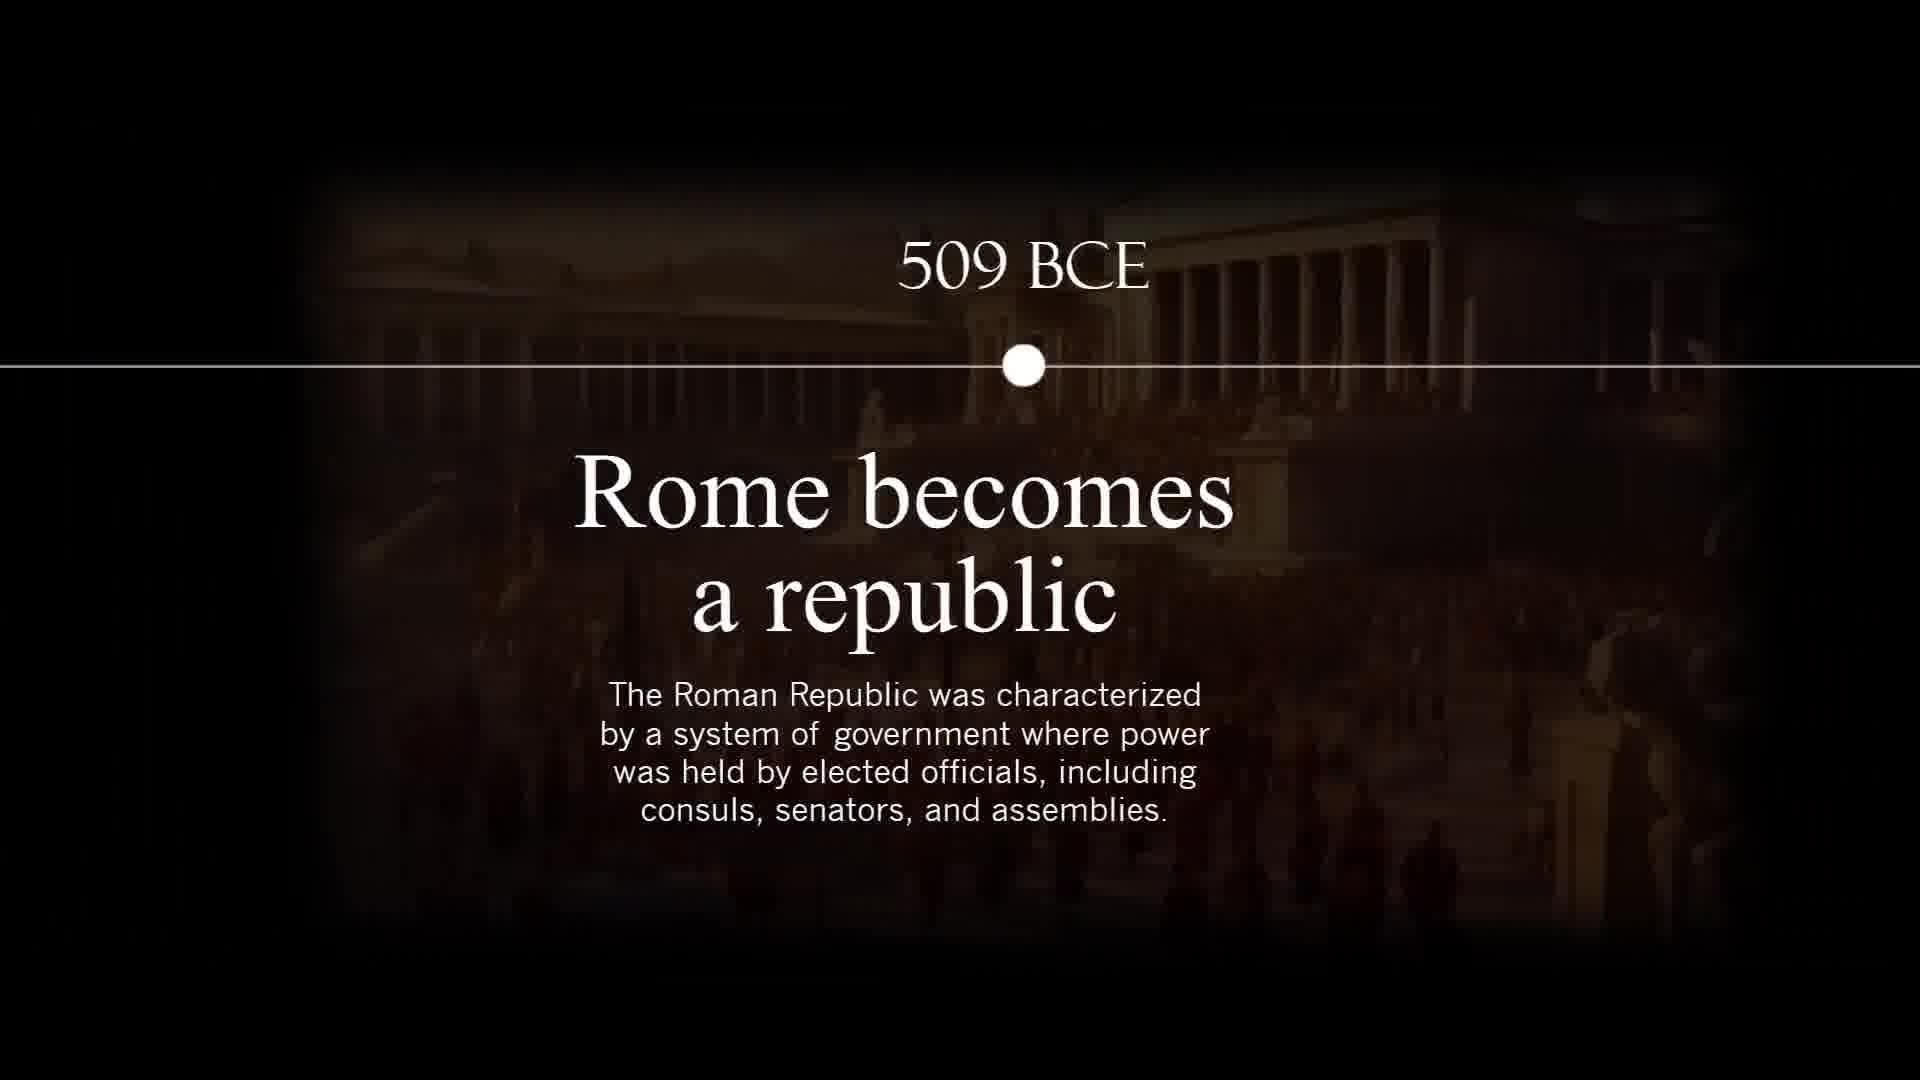 509 BCE
Rome becomes
a republic
The Roman Republic was characterized
by a system of government where power
was held by elected officials, including
consuls, senators, and assemblies.